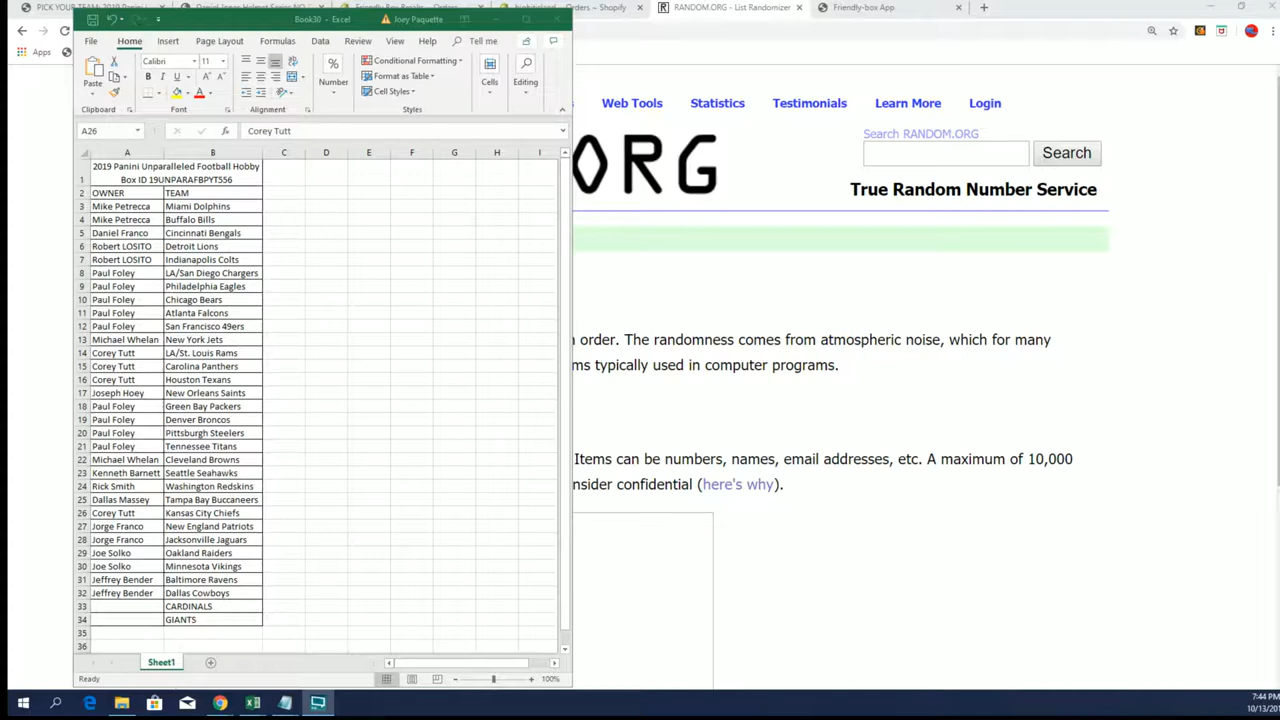 PICK YOUR TEAM: 2019 Panini
RANDOM.ORG - List Randomizer
Friendly-box App
Book30 - Excel
Joey Paquette
Apps
File Home Insert Page Layout Formulas Data Review View Help Tell me
Paste
Calibri 11
Conditional Formatting
Format as Table
Cell Styles
Number
Cells
Editing
Clipboard Font Alignment Styles
A26 Corey Tutt
A B C D E F G H I
2019 Panini Unparalleled Football Hobby
1 Box ID 19UNPARAFBPYT556
2 OWNER TEAM
3 Mike Petrecca Miami Dolphins
4 Mike Petrecca Buffalo Bills
5 Daniel Franco Cincinnati Bengals
6 Robert LOSITO Detroit Lions
7 Robert LOSITO Indianapolis Colts
8 Paul Foley LA/San Diego Chargers
9 Paul Foley Philadelphia Eagles
10 Paul Foley Chicago Bears
11 Paul Foley Atlanta Falcons
12 Paul Foley San Francisco 49ers
13 Michael Whelan New York Jets
14 Corey Tutt LA/St. Louis Rams
15 Corey Tutt Carolina Panthers
16 Corey Tutt Houston Texans
17 Joseph Hoey New Orleans Saints
18 Paul Foley Green Bay Packers
19 Paul Foley Denver Broncos
20 Paul Foley Pittsburgh Steelers
21 Paul Foley Tennessee Titans
22 Michael Whelan Cleveland Browns
23 Kenneth Barnett Seattle Seahawks
24 Rick Smith Washington Redskins
25 Dallas Massey Tampa Bay Buccaneers
26 Corey Tutt Kansas City Chiefs
27 Jorge Franco New England Patriots
28 Jorge Franco Jacksonville Jaguars
29 Joe Solko Oakland Raiders
30 Joe Solko Minnesota Vikings
31 Jeffrey Bender Baltimore Ravens
32 Jeffrey Bender Dallas Cowboys
33 CARDINALS
34 GIANTS
35
36
Sheet1
Ready
100%
Web Tools Statistics Testimonials Learn More Login
Search RANDOM.ORG
Search
ORG
True Random Number Service
order. The randomness comes from atmospheric noise, which for many
ms typically used in computer programs.
Items can be numbers, names, email addresses, etc. A maximum of 10,000
nsider confidential (here's why).
7:44 PM
10/13/201